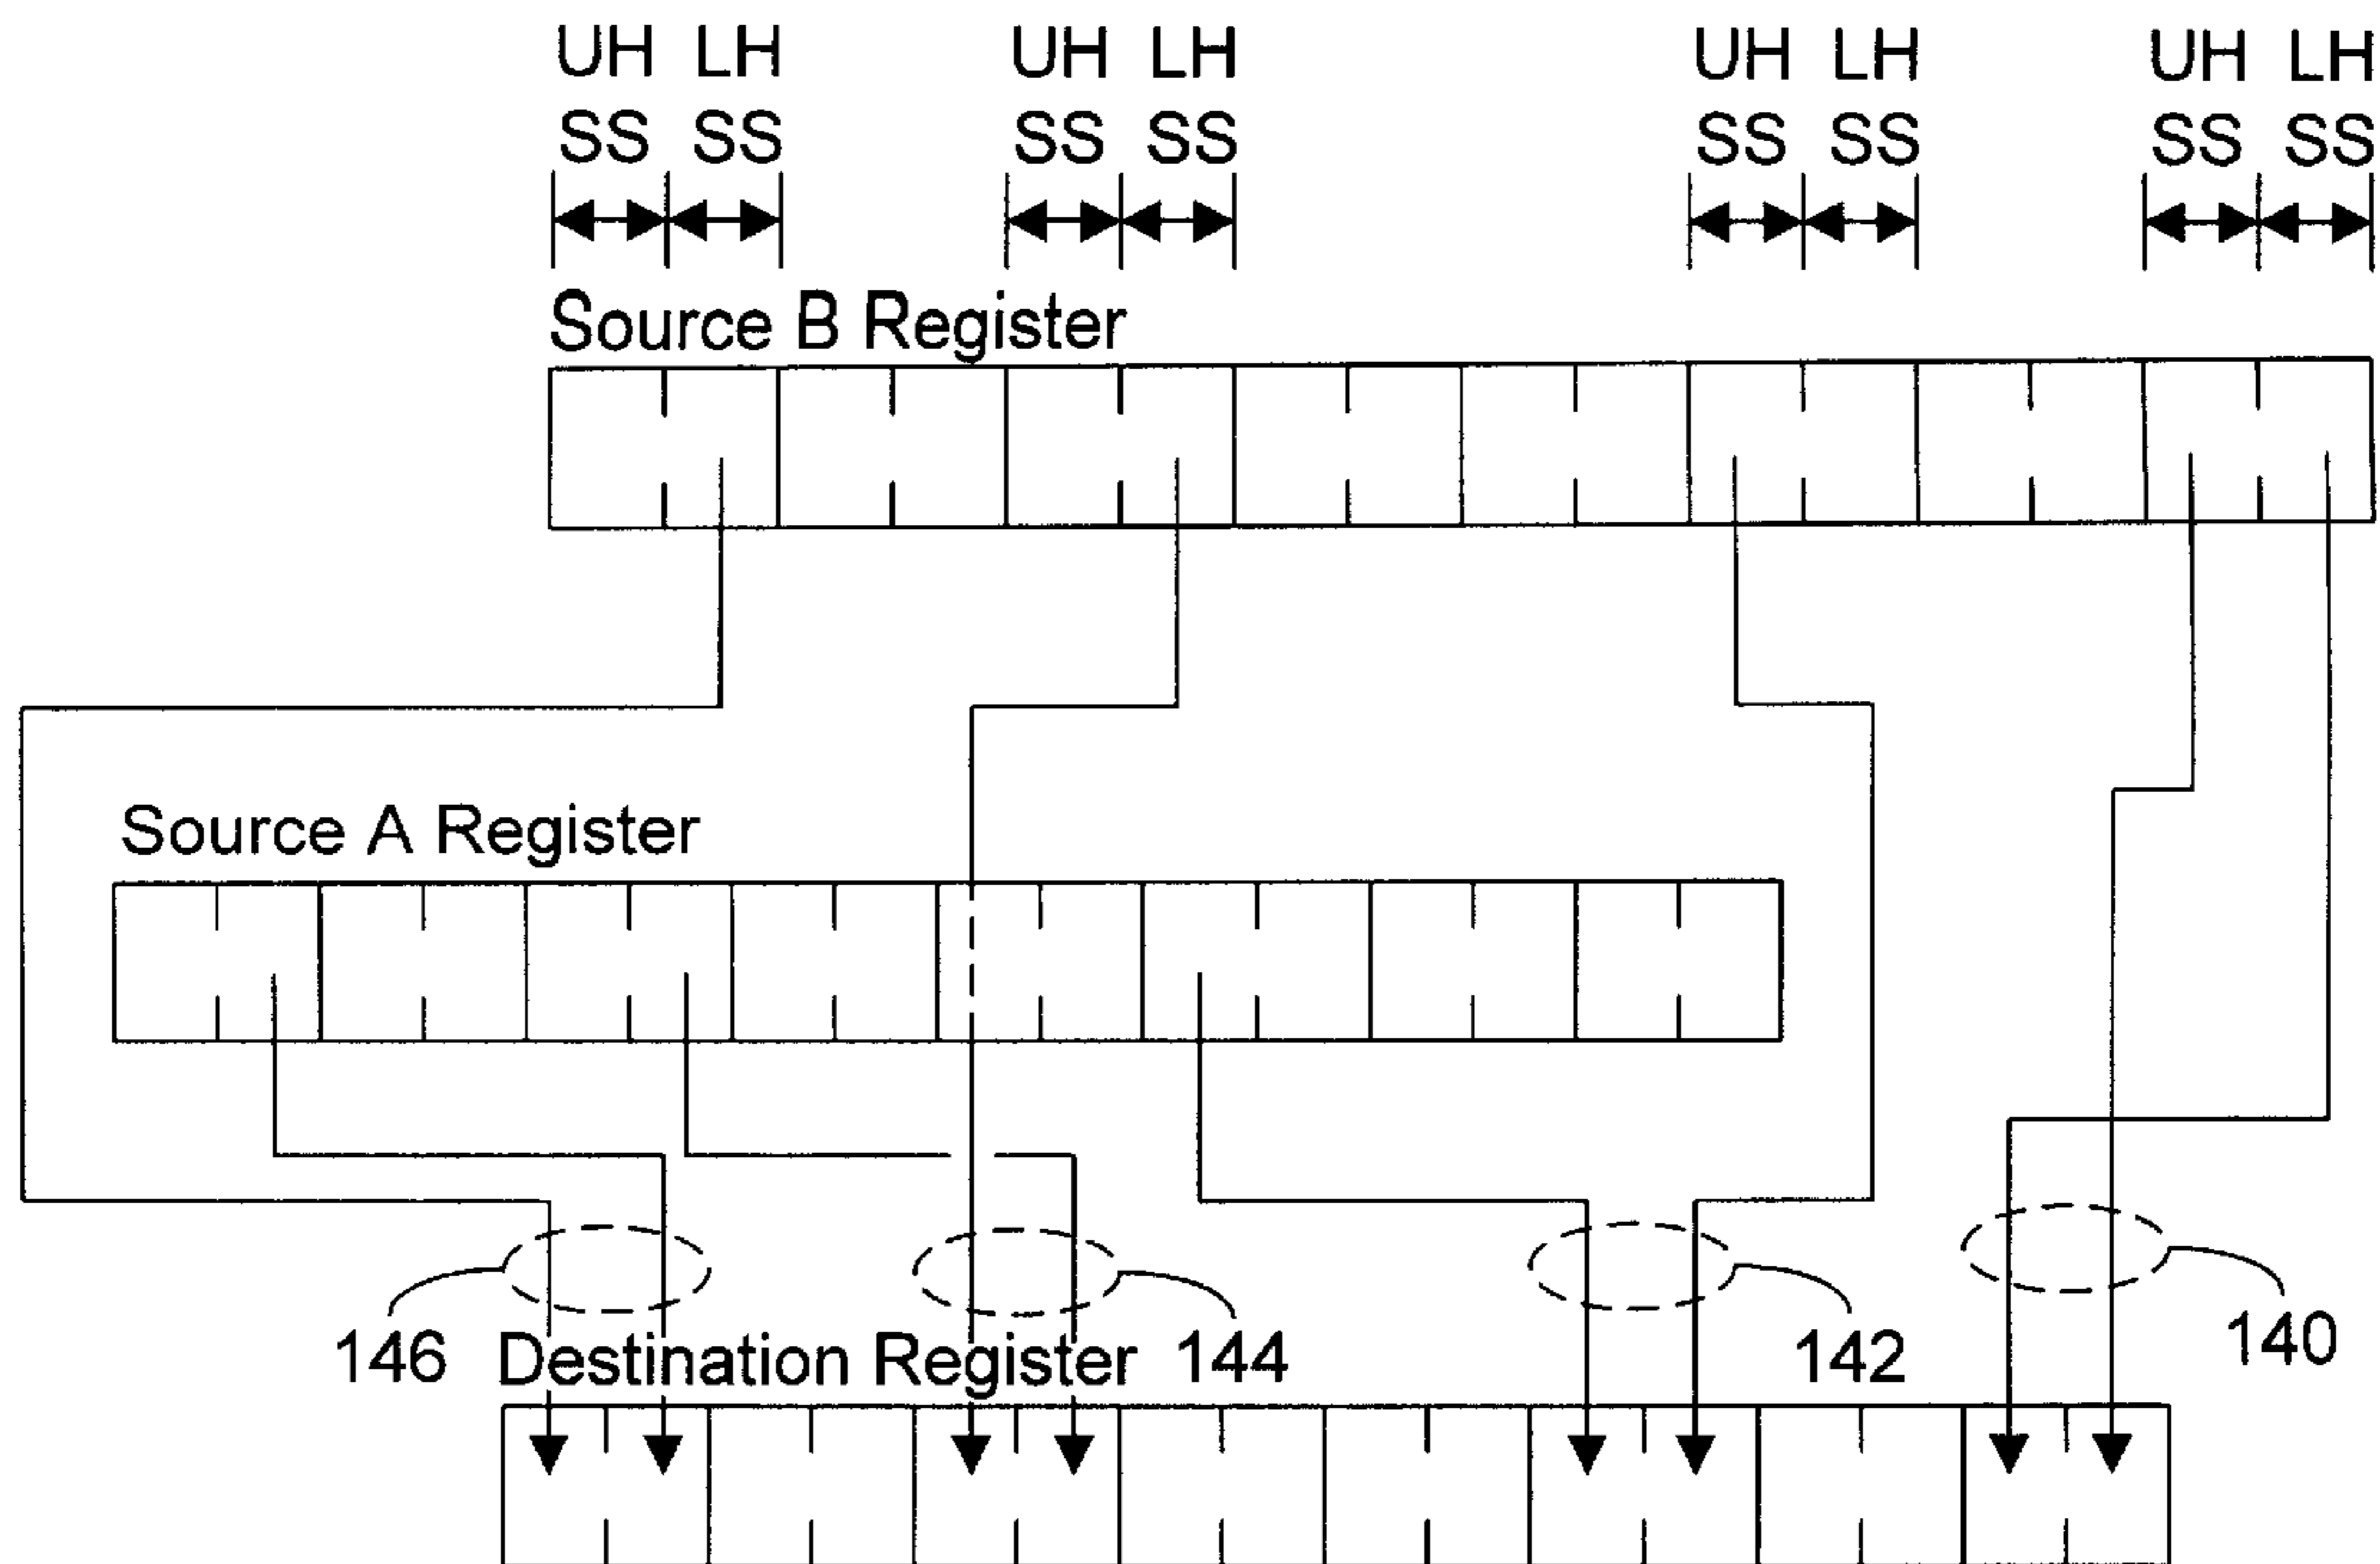 UH LH UH LH UH LH UH LH
SS SS SS SS SS SS SS SS
Source B Register
Source A Register
146 Destination Register 144 142 140